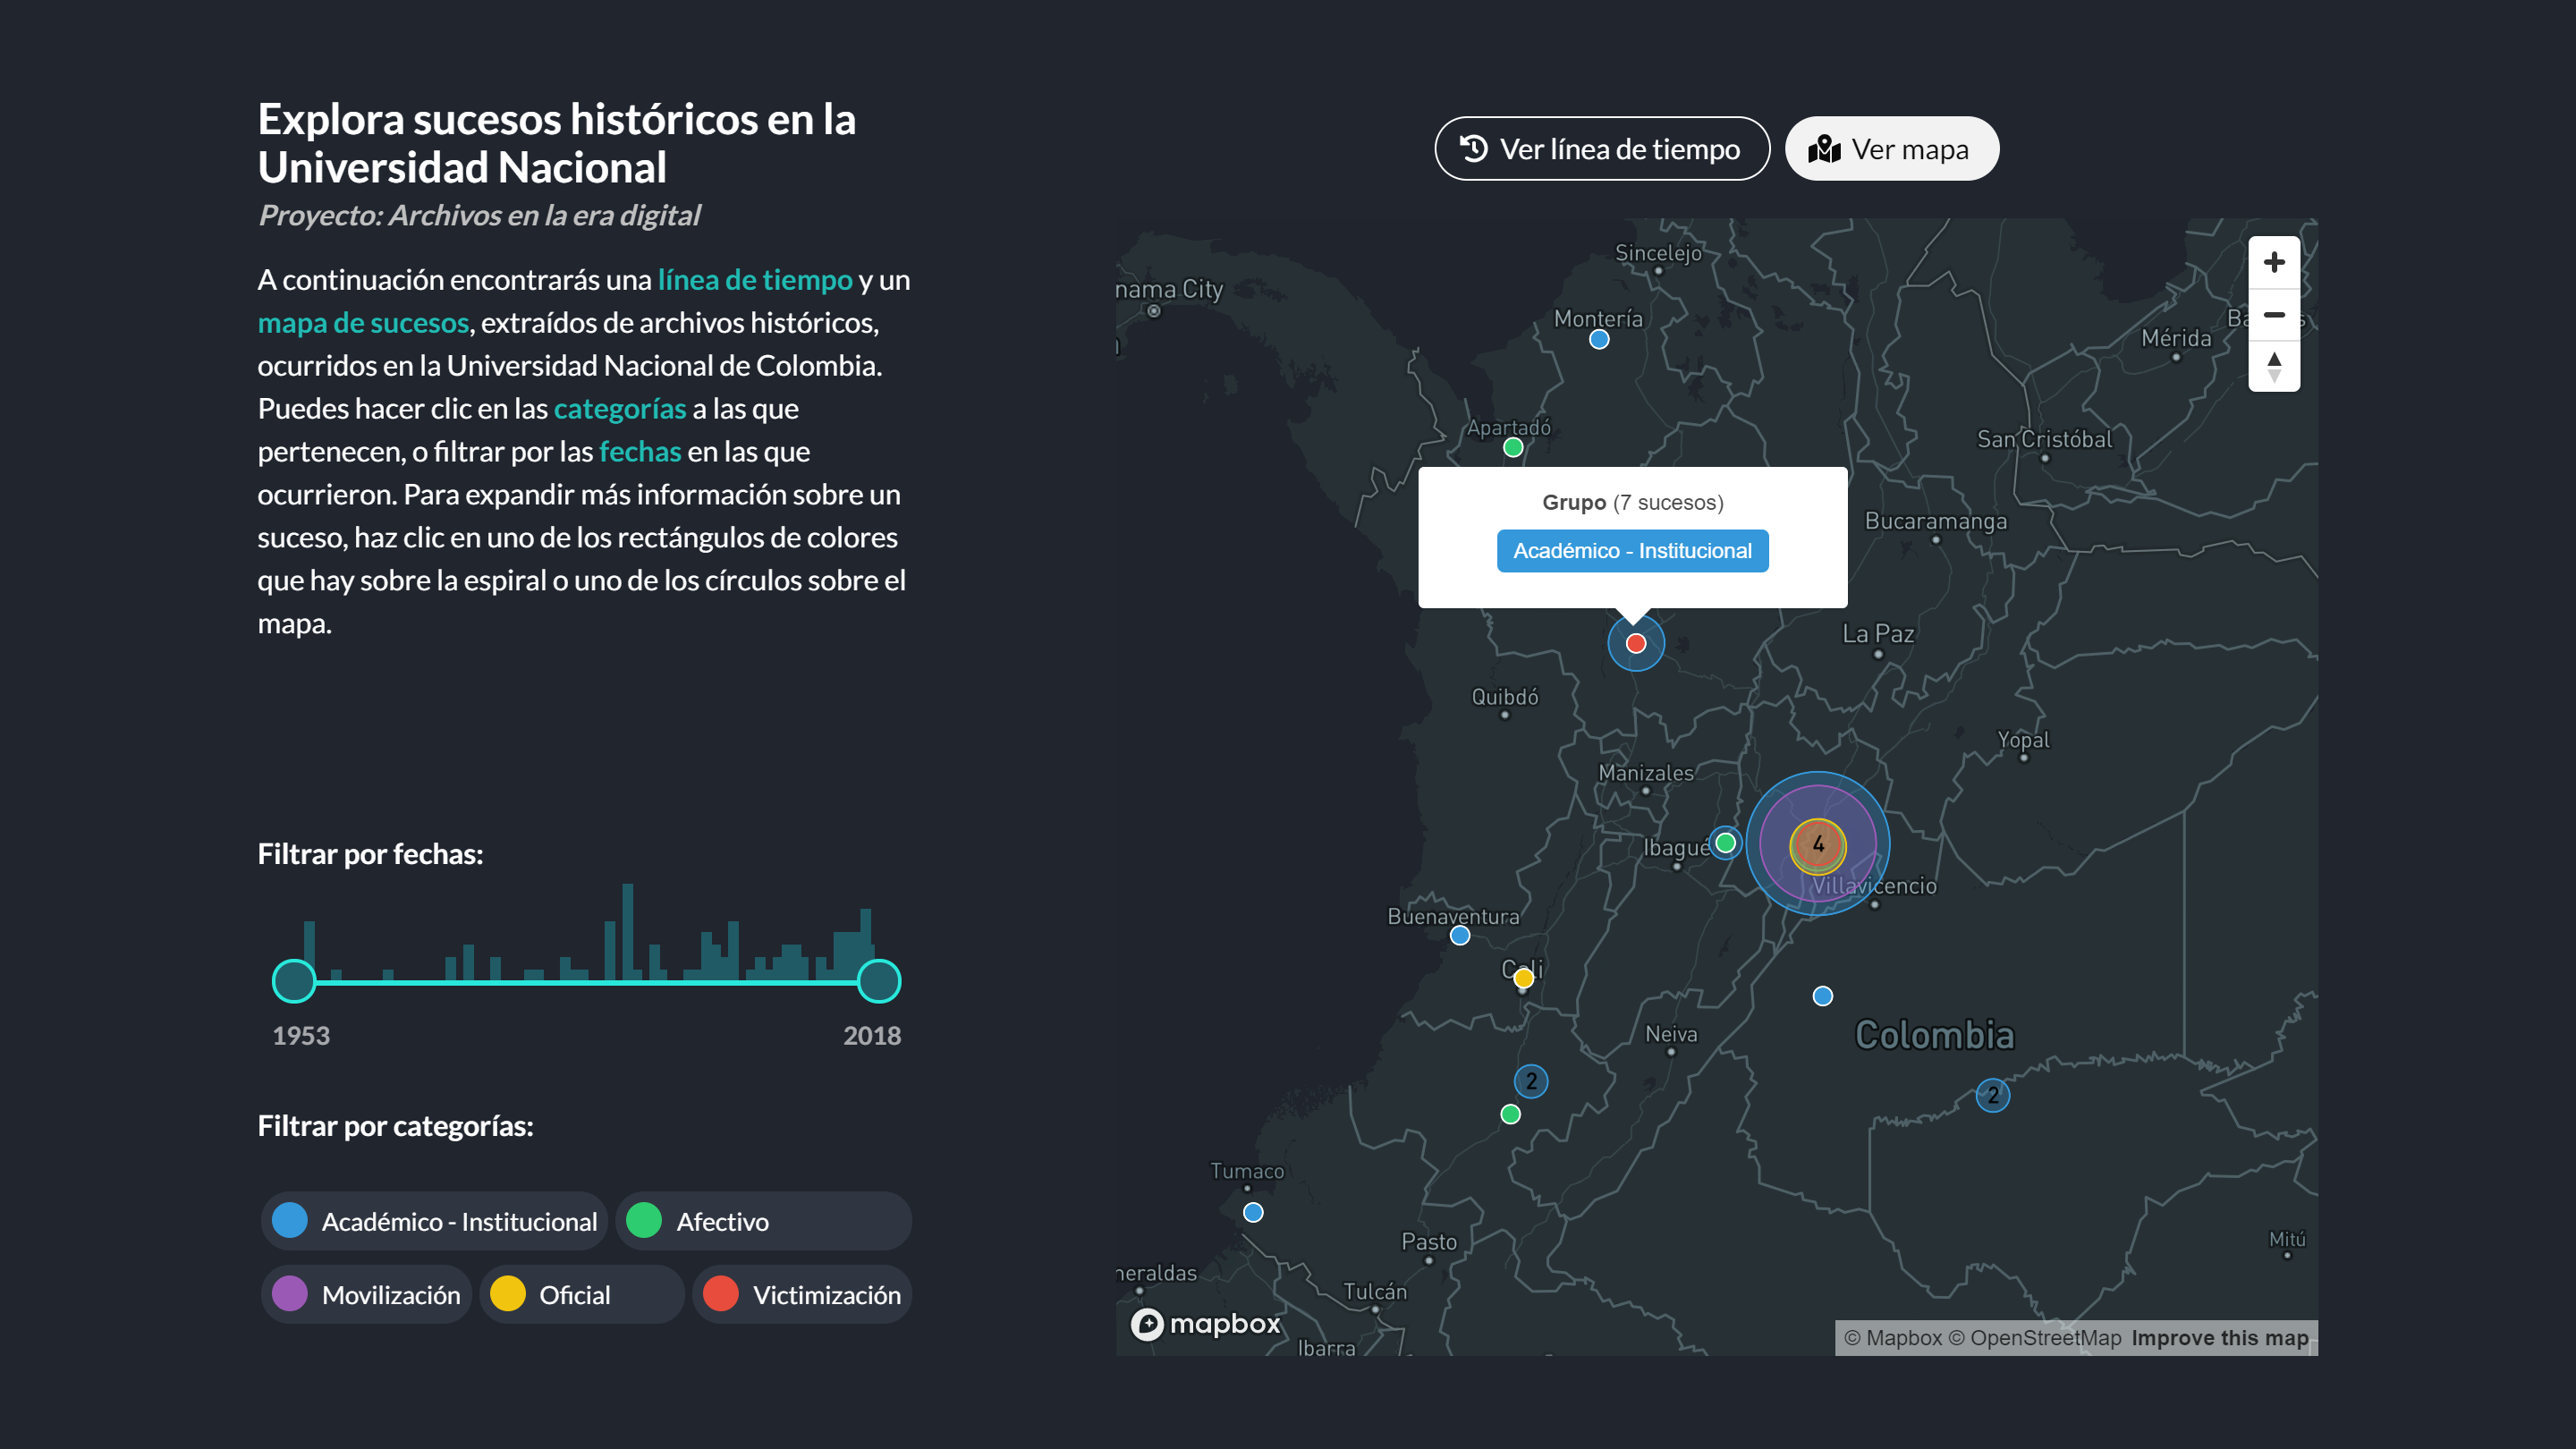 Explora sucesos históricos en la
Universidad Nacional
Proyecto: Archivos en la era digital
A continuación encontrarás una línea de tiempo y un
mapa de sucesos, extraídos de archivos históricos,
ocurridos en la Universidad Nacional de Colombia.
Puedes hacer clic en las categorías a las que
pertenecen, o filtrar por las fechas en las que
ocurrieron. Para expandir más información sobre un
suceso, haz clic en uno de los rectángulos de colores
que hay sobre la espiral o uno de los círculos sobre el
mapa.
Filtrar por fechas:
1953
2018
Filtrar por categorías:
Académico - Institucional
Afectivo
Movilización
Oficial
Victimización
Ver línea de tiempo
Ver mapa
Sincelejo
nama City
Montería
Mérida
Apartadó
San Cristóbal
Grupo (7 sucesos)
Académico - Institucional
Bucaramanga
La Paz
Quibdó
Yopal
Manizales
4
Ibagué
Villavicencio
Buenaventura
Cali
Neiva
Colombia
2
2
Tumaco
Pasto
Mitú
neraldas
Tulcán
mapbox
Ibarra
© Mapbox © OpenStreetMap Improve this map